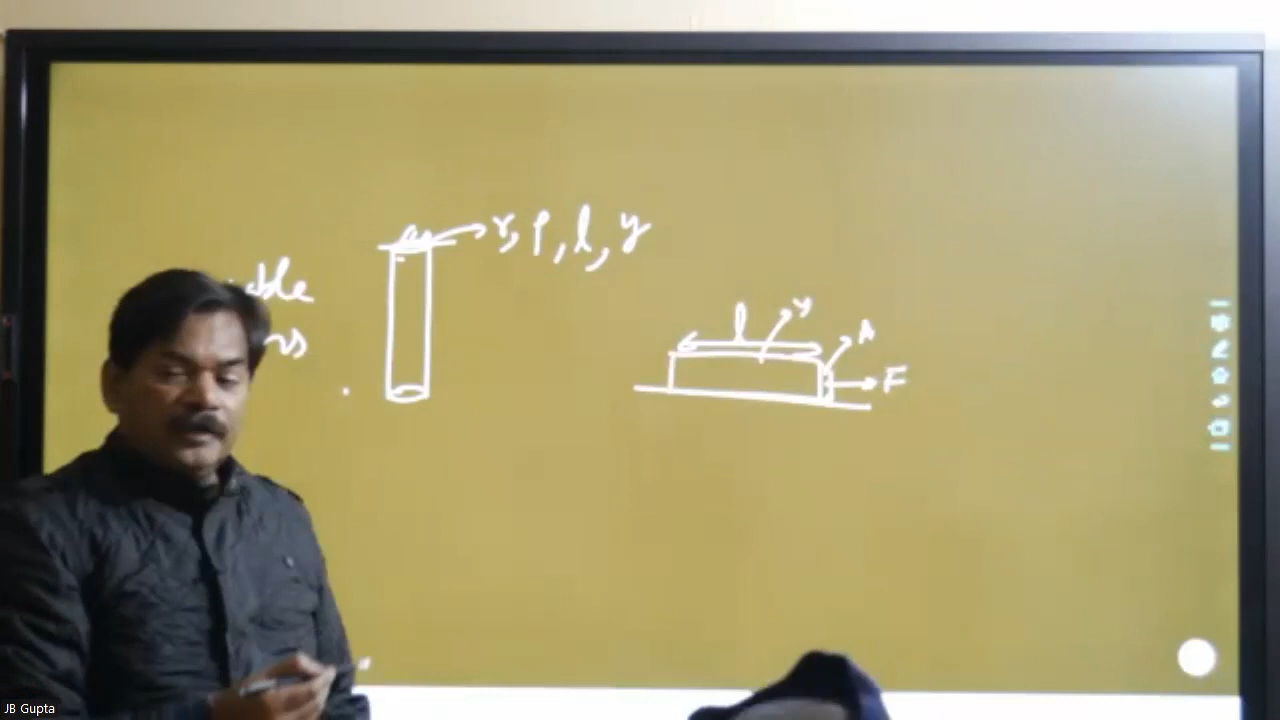 r, ρ, l, y
l
y
A
F
JB Gupta